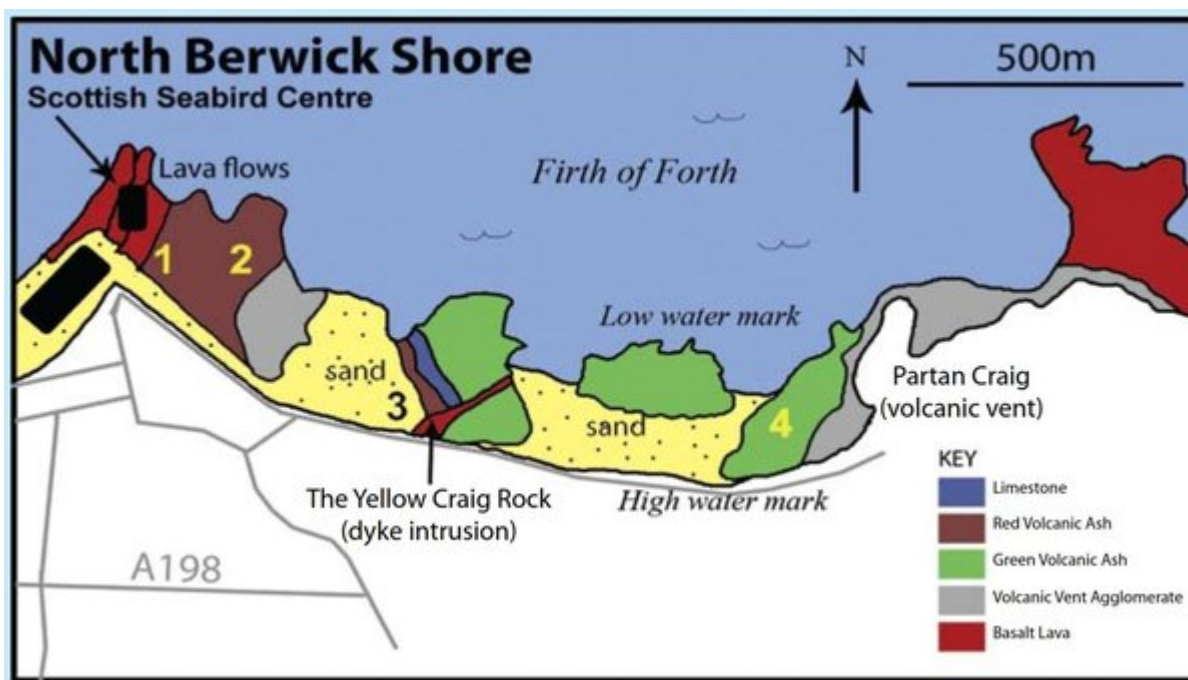 North Berwick Shore
Scottish Seabird Centre
Lava flows
N
500m
Firth of Forth
1
2
Low water mark
sand
3
sand
4
Partan Craig
(volcanic vent)
The Yellow Craig Rock
(dyke intrusion)
High water mark
A198
KEY
Limestone
Red Volcanic Ash
Green Volcanic Ash
Volcanic Vent Agglomerate
Basalt Lava